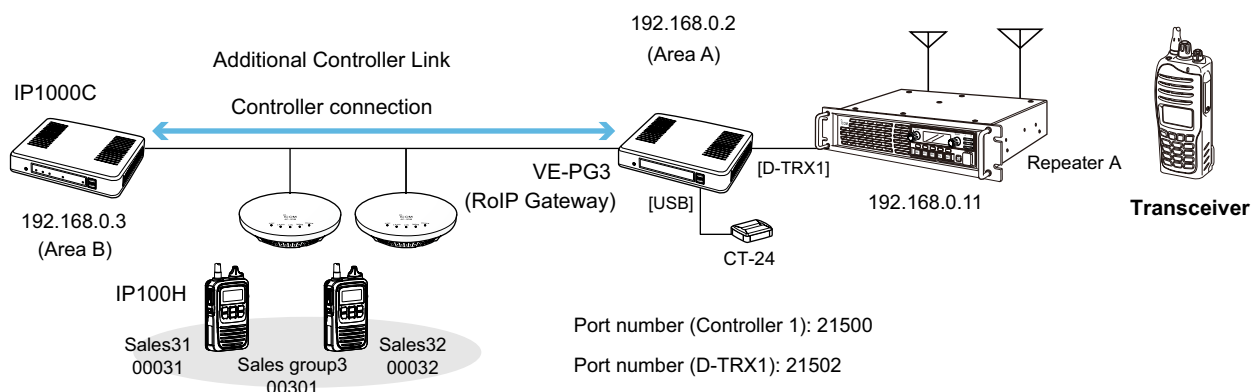 192.168.0.2
(Area A)
Additional Controller Link
IP1000C
Controller connection
VE-PG3
(RoIP Gateway)
[D-TRX1]
[USB]
Repeater A
192.168.0.11
Transceiver
192.168.0.3
(Area B)
CT-24
IP100H
Sales31
00031
Sales group3
00301
Sales32
00032
Port number (Controller 1): 21500
Port number (D-TRX1): 21502